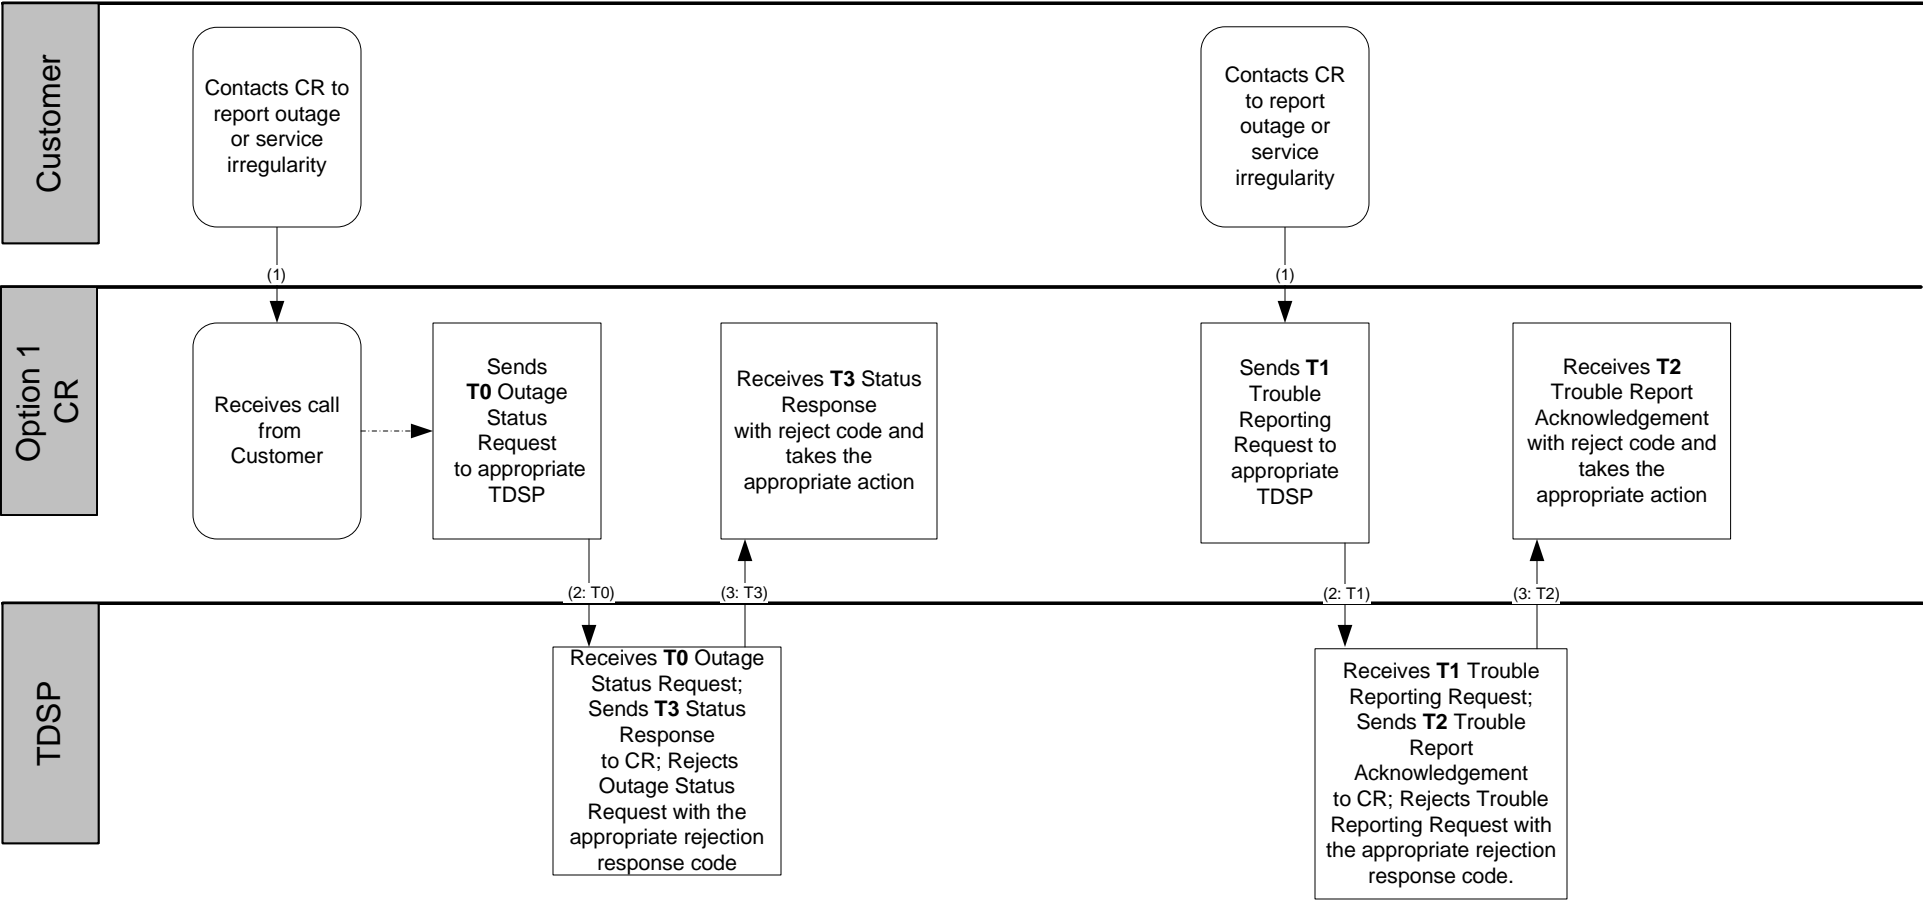 Customer
Contacts CR to
report outage
or service
irregularity
Contacts CR
to report
outage or
service
irregularity
(1)
(1)
Option 1
CR
Receives call
from
Customer
Sends
T0 Outage
Status
Request
to appropriate
TDSP
Receives T3 Status
Response
with reject code and
takes the
appropriate action
Sends T1
Trouble
Reporting
Request to
appropriate
TDSP
Receives T2
Trouble Report
Acknowledgement
with reject code and
takes the
appropriate action
(2: T0)
(3: T3)
(2: T1)
(3: T2)
TDSP
Receives T0 Outage
Status Request;
Sends T3 Status
Response
to CR; Rejects
Outage Status
Request with the
appropriate rejection
response code
Receives T1 Trouble
Reporting Request;
Sends T2 Trouble
Report
Acknowledgement
to CR; Rejects Trouble
Reporting Request with
the appropriate rejection
response code.